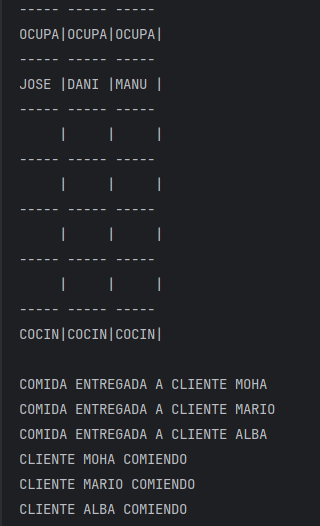 ----- ----- -----
OCUPA|OCUPA|OCUPA|
----- ----- -----
JOSE |DANI |MANU |
----- ----- -----
     |     |     |
----- ----- -----
     |     |     |
----- ----- -----
     |     |     |
----- ----- -----
     |     |     |
----- ----- -----
COCIN|COCIN|COCIN|

COMIDA ENTREGADA A CLIENTE MOHA
COMIDA ENTREGADA A CLIENTE MARIO
COMIDA ENTREGADA A CLIENTE ALBA
CLIENTE MOHA COMIENDO
CLIENTE MARIO COMIENDO
CLIENTE ALBA COMIENDO